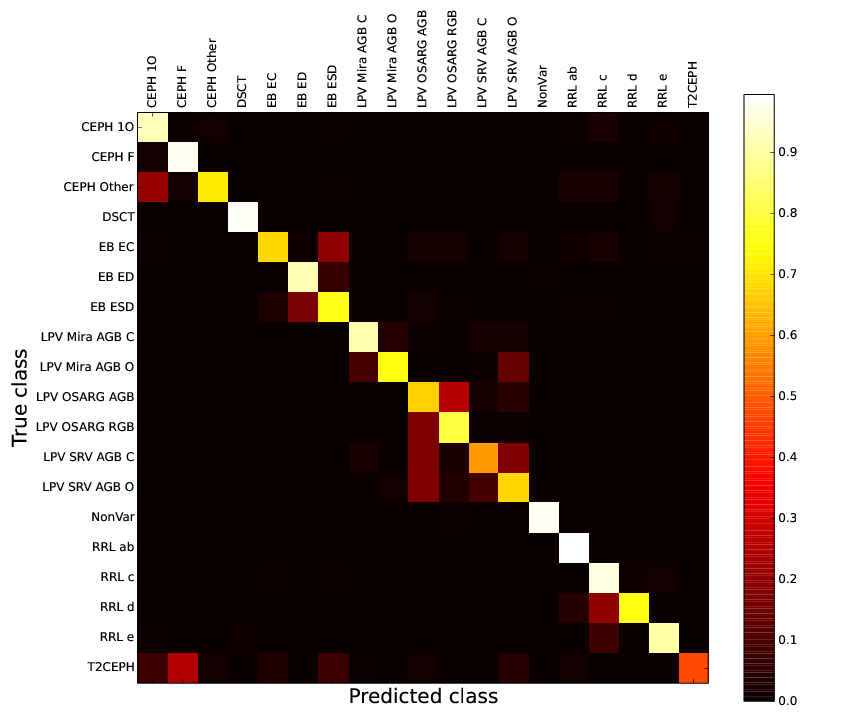 CEPH 1O
CEPH F
CEPH Other
DSCT
EB EC
EB ED
EB ESD
LPV Mira AGB C
LPV Mira AGB O
LPV OSARG AGB
LPV OSARG RGB
LPV SRV AGB C
LPV SRV AGB O
NonVar
RRL ab
RRL c
RRL d
RRL e
T2CEPH
True class
CEPH 1O
CEPH F
CEPH Other
DSCT
EB EC
EB ED
EB ESD
LPV Mira AGB C
LPV Mira AGB O
LPV OSARG AGB
LPV OSARG RGB
LPV SRV AGB C
LPV SRV AGB O
NonVar
RRL ab
RRL c
RRL d
RRL e
T2CEPH
Predicted class
0.9
0.8
0.7
0.6
0.5
0.4
0.3
0.2
0.1
0.0